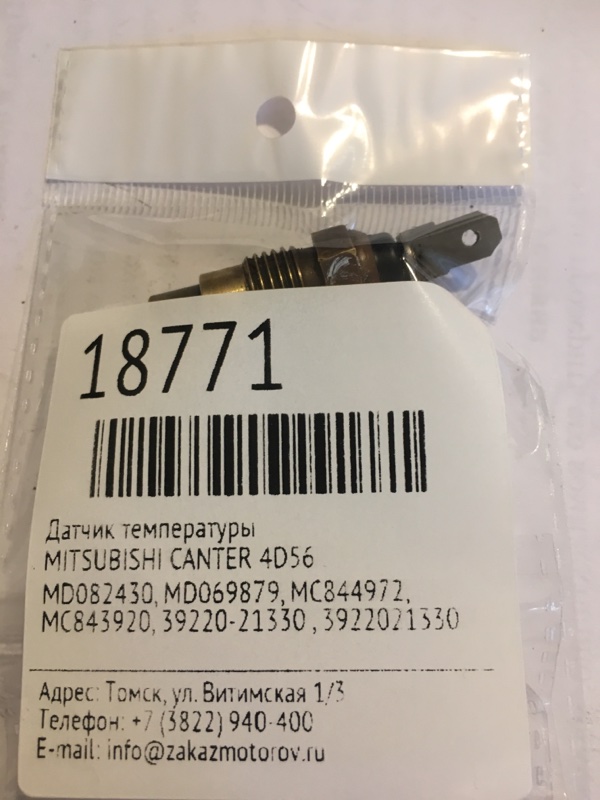 18771
Датчик температуры
MITSUBISHI CANTER 4D56
MD082430, MD069879, MC844972,
MC843920, 39220-21330 , 3922021330
Адрес: Томск, ул. Витимская 1/3
Телефон: +7 (3822) 940-400
E-mail: info@zakazmotorov.ru